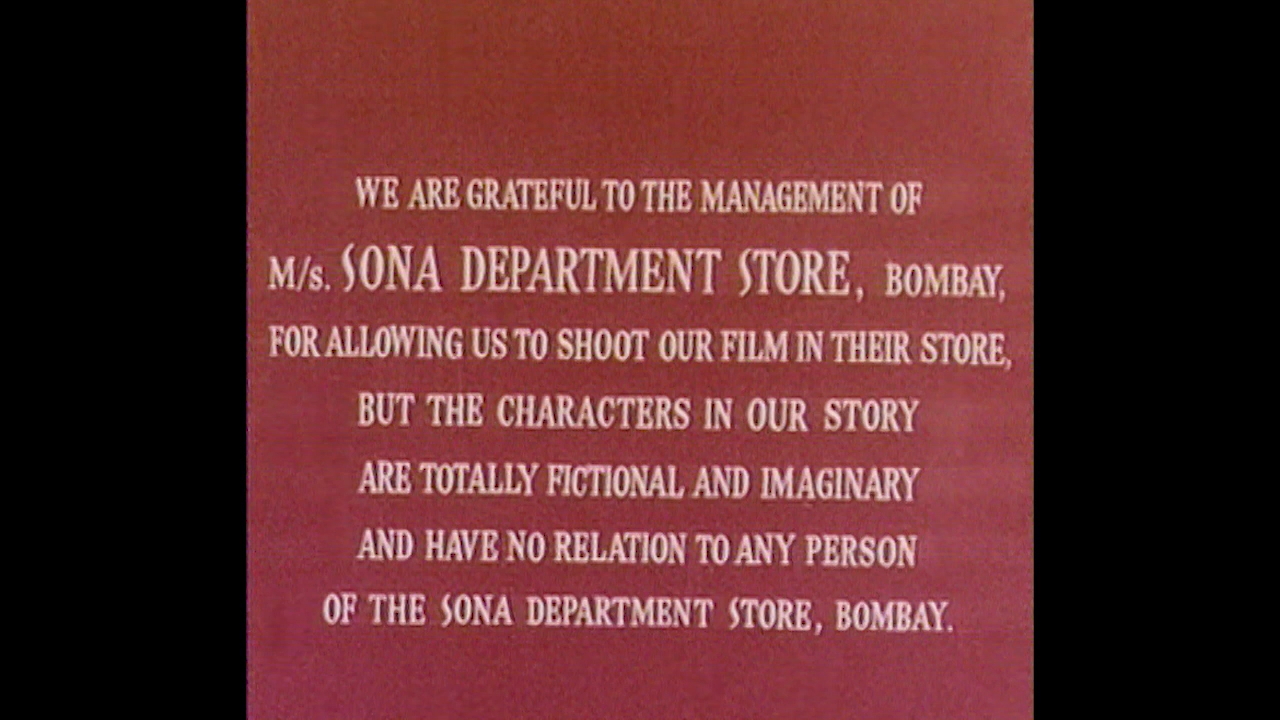 WE ARE GRATEFUL TO THE MANAGEMENT OF
M/s. SONA DEPARTMENT STORE, BOMBAY,
FOR ALLOWING US TO SHOOT OUR FILM IN THEIR STORE,
BUT THE CHARACTERS IN OUR STORY
ARE TOTALLY FICTIONAL AND IMAGINARY
AND HAVE NO RELATION TO ANY PERSON
OF THE SONA DEPARTMENT STORE, BOMBAY.